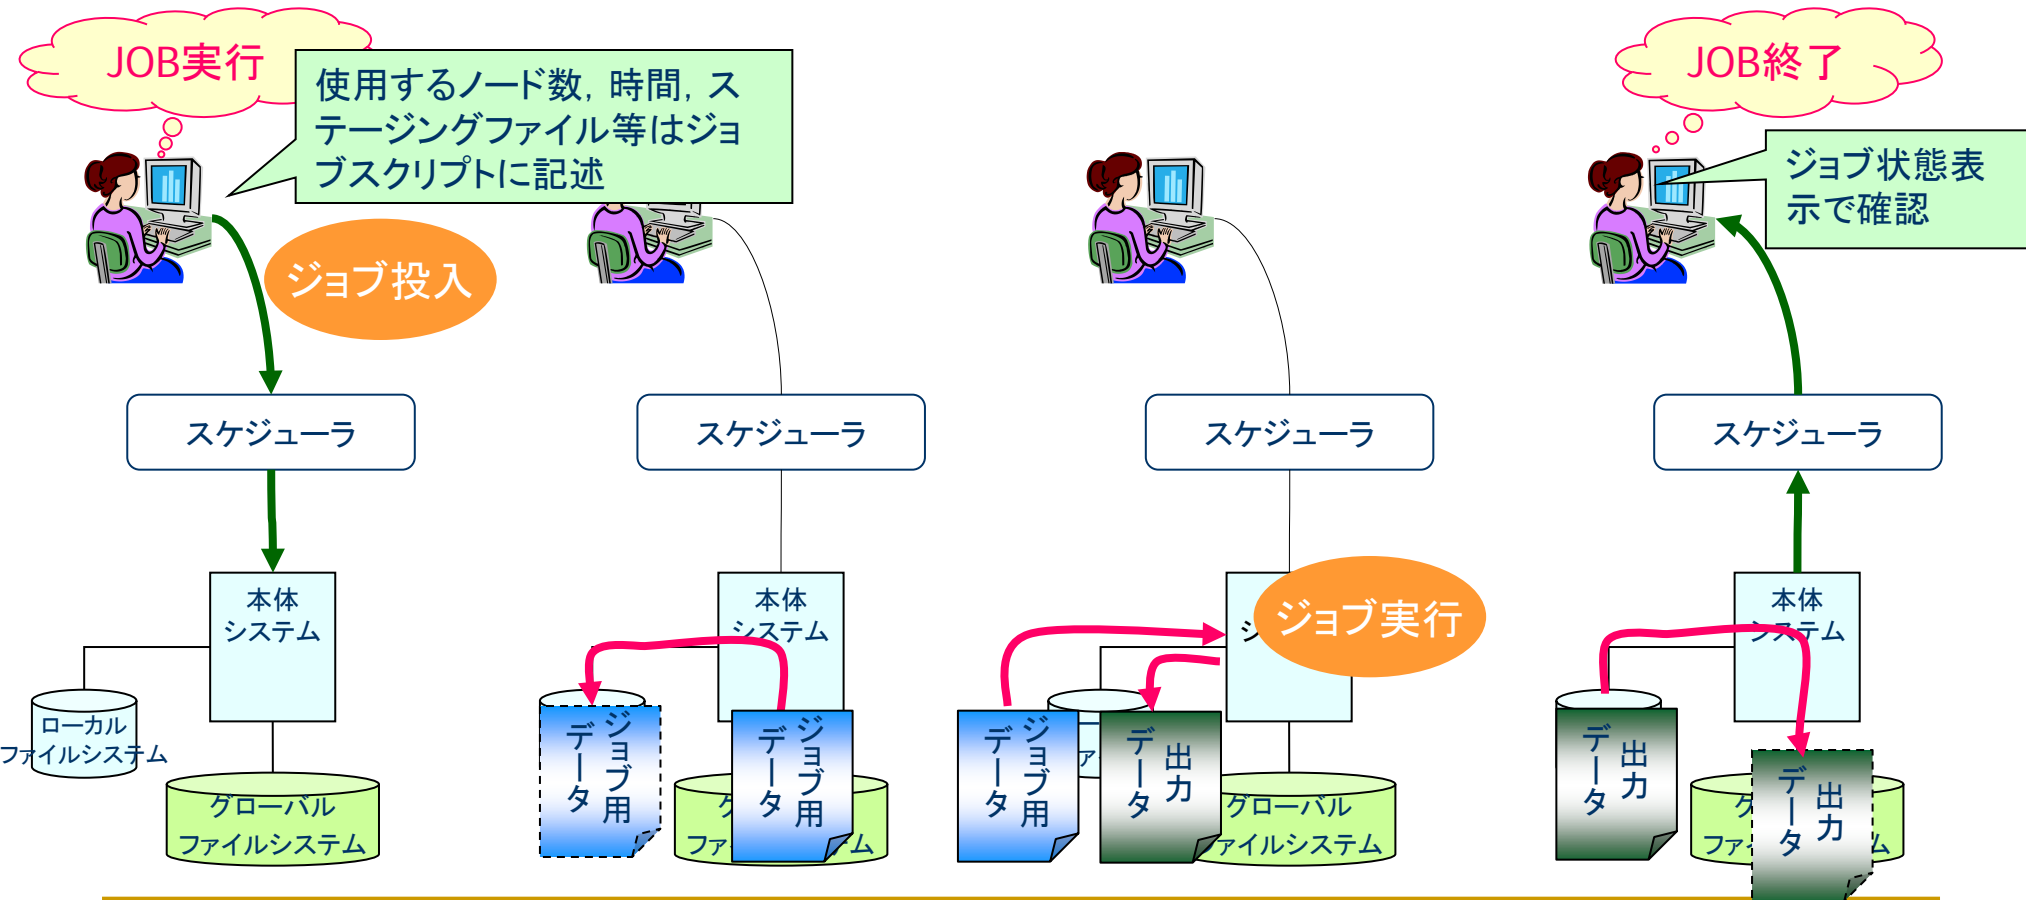 JOB実行
使用するノード数, 時間, ス
テージングファイル等はジョ
ブスクリプトに記述
ジョブ投入
スケジューラ
本体
システム
ローカル
ファイルシステム
グローバル
ファイルシステム
スケジューラ
本体
システム
ジョブ用
データ
ジョブ用
データ
スケジューラ
ジョブ実行
ジョブ用
データ
出力
データ
グローバル
ファイルシステム
JOB終了
ジョブ状態表
示で確認
スケジューラ
本体
システム
出力
データ
出力
データ